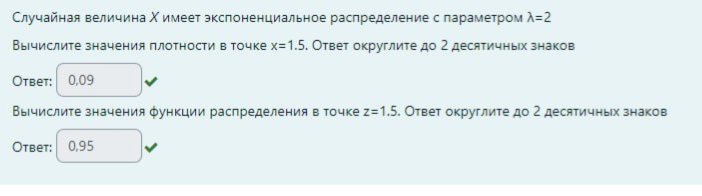 Случайная величина X имеет экспоненциальное распределение с параметром λ=2
Вычислите значения плотности в точке x=1.5. Ответ округлите до 2 десятичных знаков
Ответ: 0,09
Вычислите значения функции распределения в точке z=1.5. Ответ округлите до 2 десятичных знаков
Ответ: 0,95